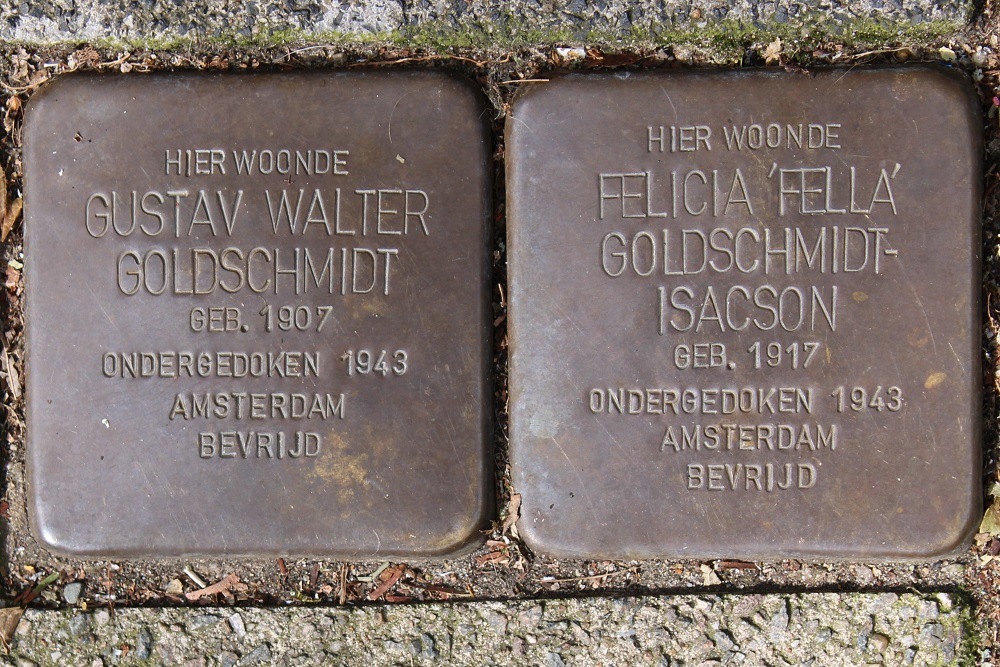 HIER WOONDE
GUSTAV WALTER
GOLDSCHMIDT
GEB. 1907
ONDERGEDOKEN 1943
AMSTERDAM
BEVRIJD
HIER WOONDE
FELICIA 'FELLA'
GOLDSCHMIDT-
ISACSON
GEB. 1917
ONDERGEDOKEN 1943
AMSTERDAM
BEVRIJD